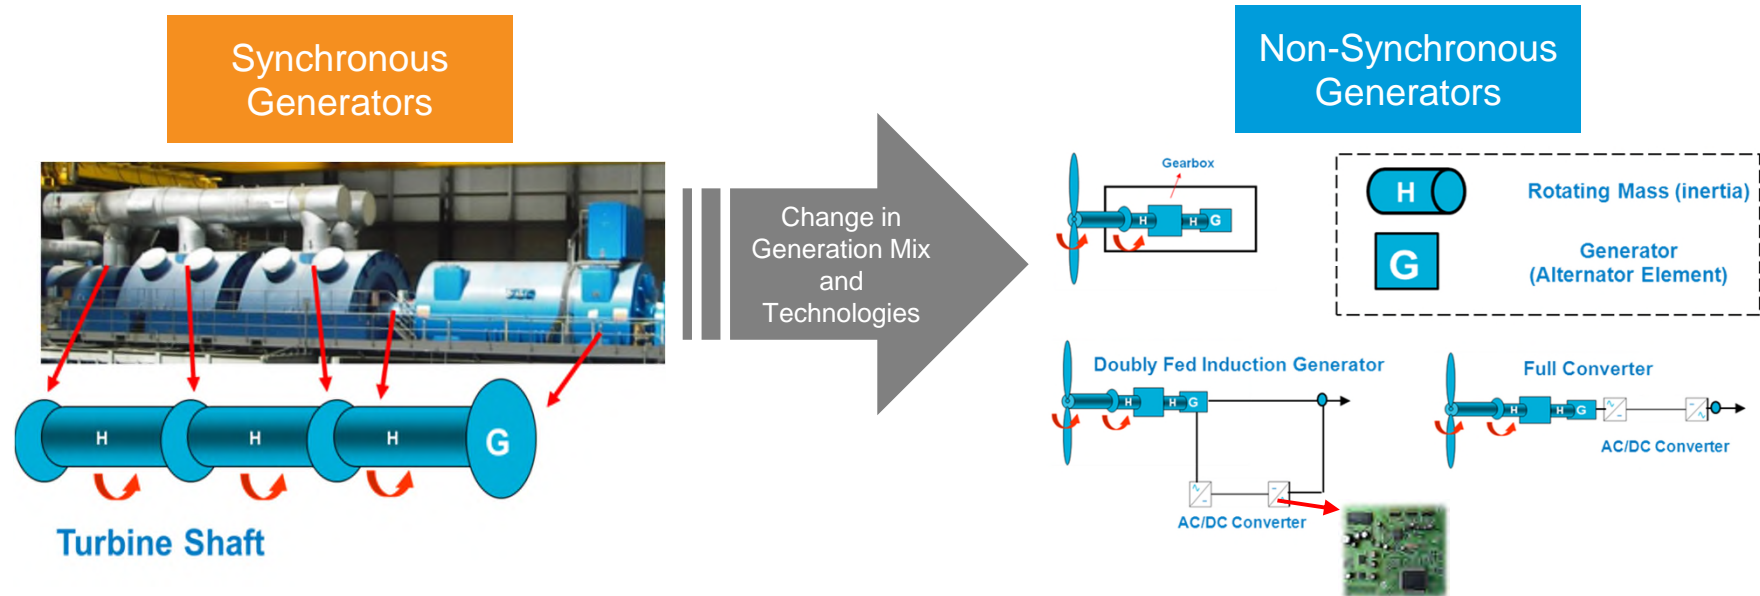 Synchronous
Generators
H
H
H
G
Turbine Shaft
Change in
Generation Mix
and
Technologies
Non-Synchronous
Generators
Gearbox
H
H
G
H
Rotating Mass (inertia)
G
Generator
(Alternator Element)
Doubly Fed Induction Generator
H
H
G
AC/DC Converter
Full Converter
H
H
G
AC/DC Converter